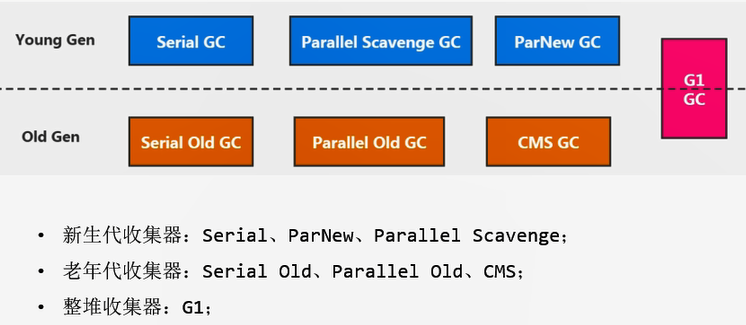 Young Gen Serial GC Parallel Scavenge GC ParNew GC
G1
GC
Old Gen Serial Old GC Parallel Old GC CMS GC
• 新生代收集器：Serial、ParNew、Parallel Scavenge；
• 老年代收集器：Serial Old、Parallel Old、CMS；
• 整堆收集器：G1；